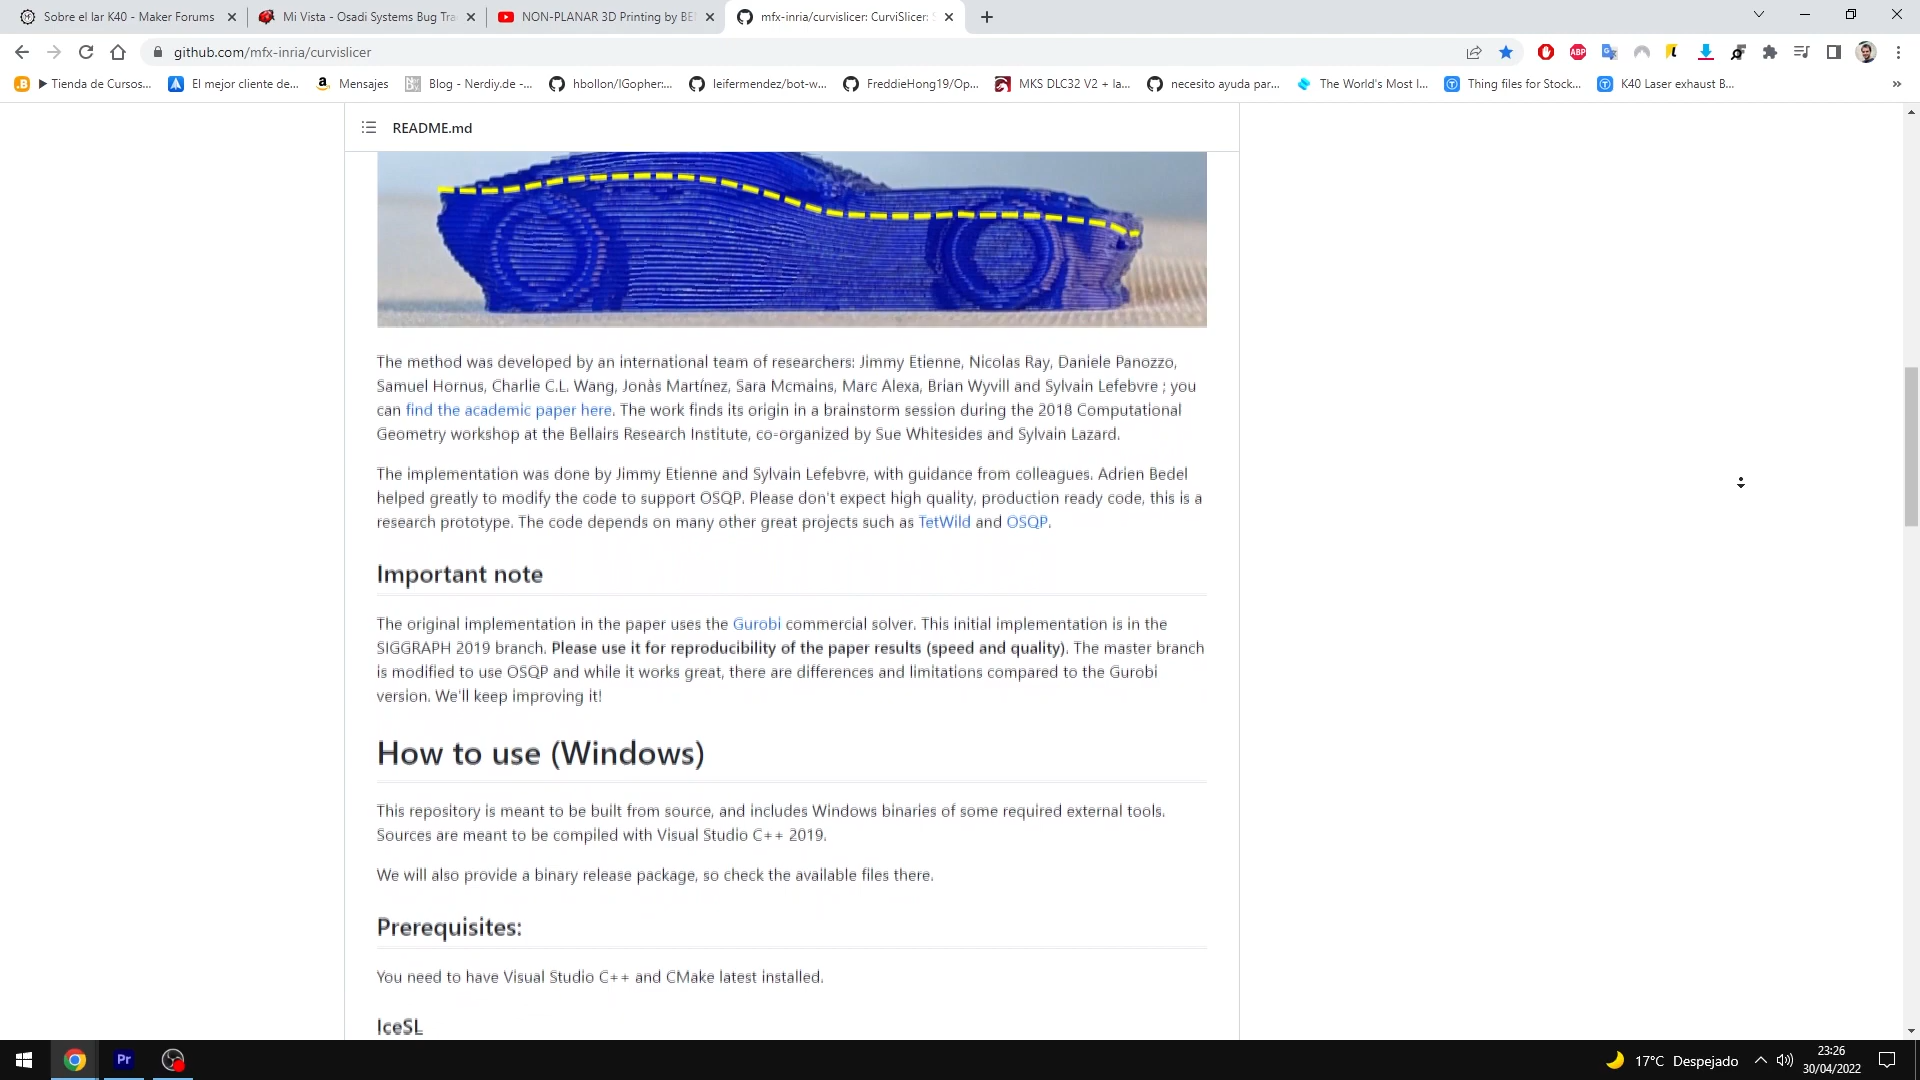 Sobre el lar K40 - Maker Forums
Mi Vista - Osadi Systems Bug Tra
NON-PLANAR 3D Printing by BE
mfx-inria/curvislicer: CurviSlicer: S
github.com/mfx-inria/curvislicer
▶ Tienda de Cursos...
El mejor cliente de...
Mensajes
Blog - Nerdiy.de -...
hbollon/IGopher:...
leifermendez/bot-w...
FreddieHong19/Op...
MKS DLC32 V2 + la...
necesito ayuda par...
The World's Most I...
Thing files for Stock...
K40 Laser exhaust B...
»
README.md
The method was developed by an international team of researchers: Jimmy Etienne, Nicolas Ray, Daniele Panozzo,
Samuel Hornus, Charlie C.L. Wang, Jonàs Martínez, Sara Mcmains, Marc Alexa, Brian Wyvill and Sylvain Lefebvre ; you
can find the academic paper here. The work finds its origin in a brainstorm session during the 2018 Computational
Geometry workshop at the Bellairs Research Institute, co-organized by Sue Whitesides and Sylvain Lazard.
The implementation was done by Jimmy Etienne and Sylvain Lefebvre, with guidance from colleagues. Adrien Bedel
helped greatly to modify the code to support OSQP. Please don't expect high quality, production ready code, this is a
research prototype. The code depends on many other great projects such as TetWild and OSQP.
Important note
The original implementation in the paper uses the Gurobi commercial solver. This initial implementation is in the
SIGGRAPH 2019 branch. Please use it for reproducibility of the paper results (speed and quality). The master branch
is modified to use OSQP and while it works great, there are differences and limitations compared to the Gurobi
version. We'll keep improving it!
How to use (Windows)
This repository is meant to be built from source, and includes Windows binaries of some required external tools.
Sources are meant to be compiled with Visual Studio C++ 2019.
We will also provide a binary release package, so check the available files there.
Prerequisites:
You need to have Visual Studio C++ and CMake latest installed.
IceSL
Pr
17°C Despejado
23:26
30/04/2022